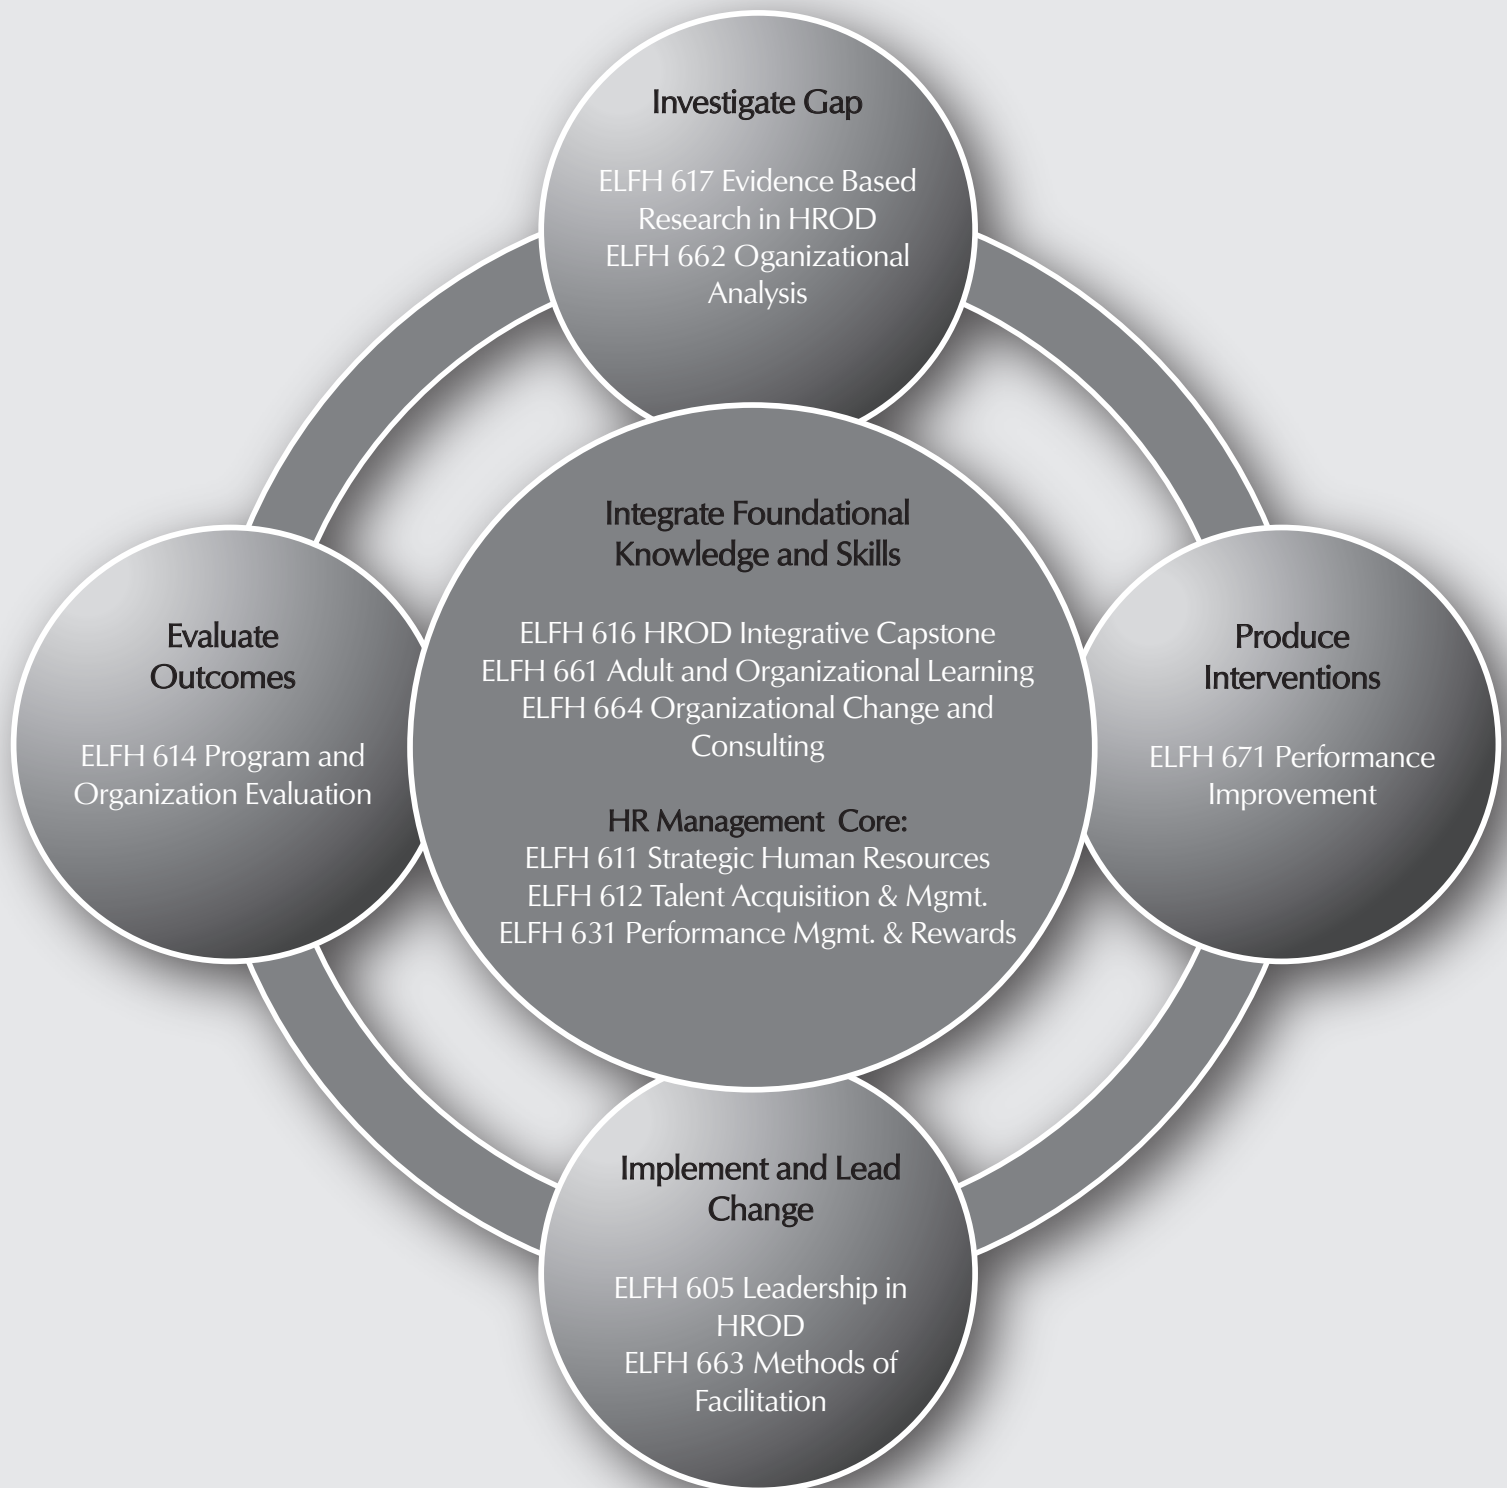 Investigate Gap
ELFH 617 Evidence Based
Research in HROD
ELFH 662 Oganizational
Analysis
Integrate Foundational
Knowledge and Skills
ELFH 616 HROD Integrative Capstone
ELFH 661 Adult and Organizational Learning
ELFH 664 Organizational Change and
Consulting
HR Management Core:
ELFH 611 Strategic Human Resources
ELFH 612 Talent Acquisition & Mgmt.
ELFH 631 Performance Mgmt. & Rewards
Evaluate
Outcomes
ELFH 614 Program and
Organization Evaluation
Produce
Interventions
ELFH 671 Performance
Improvement
Implement and Lead
Change
ELFH 605 Leadership in
HROD
ELFH 663 Methods of
Facilitation